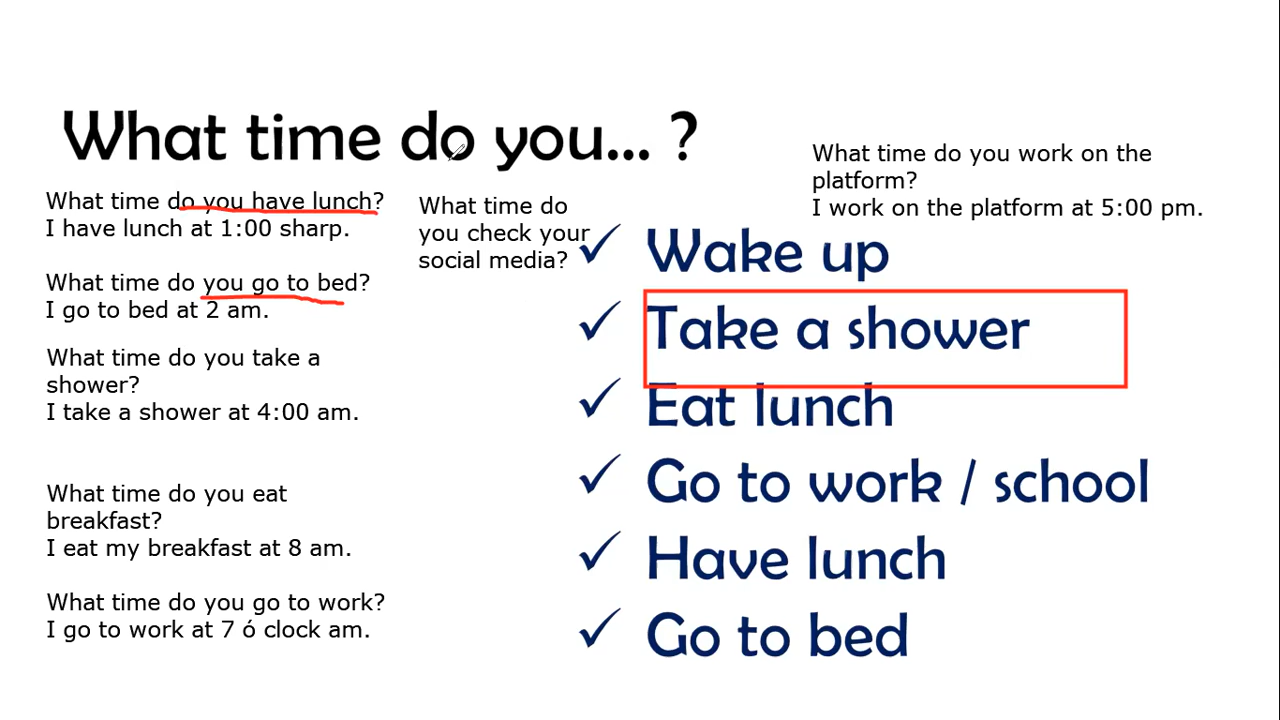 What time do you... ?
What time do you have lunch?
I have lunch at 1:00 sharp.
What time do you go to bed?
I go to bed at 2 am.
What time do you take a
shower?
I take a shower at 4:00 am.
What time do you eat
breakfast?
I eat my breakfast at 8 am.
What time do you go to work?
I go to work at 7 ó clock am.
What time do
you check your
social media?
What time do you work on the
platform?
I work on the platform at 5:00 pm.
✓ Wake up
✓ Take a shower
✓ Eat lunch
✓ Go to work / school
✓ Have lunch
✓ Go to bed